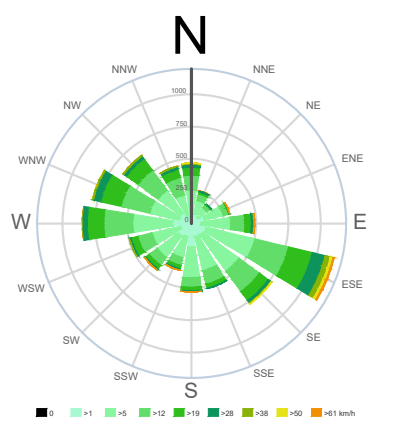 N
NNW NNE
NW NE
1000
750
WNW ENE
500
250
W 0 E
WSW ESE
SW SE
SSW SSE
S
0 >1 >5 >12 >19 >28 >38 >50 >61 km/h